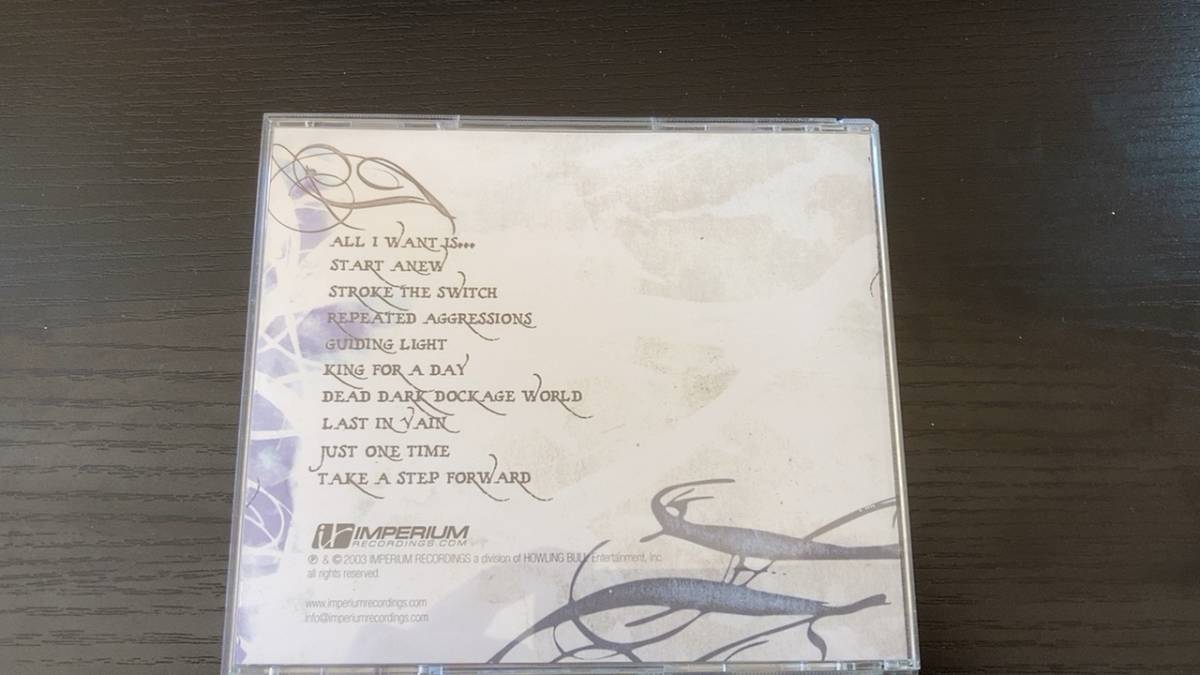 ALL I WANT IS...
START ANEW
STROKE THE SWITCH
REPEATED AGGRESSIONS
GUIDING LIGHT
KING FOR A DAY
DEAD DARK DOCKAGE WORLD
LAST IN VAIN
JUST ONE TIME
TAKE A STEP FORWARD
ir IMPERIUM
RECORDINGS.COM
℗ & © 2003 IMPERIUM RECORDINGS a division of HOWLING BULL Entertainment, Inc.
all rights reserved.
www.imperiumrecordings.com
info@imperiumrecordings.com